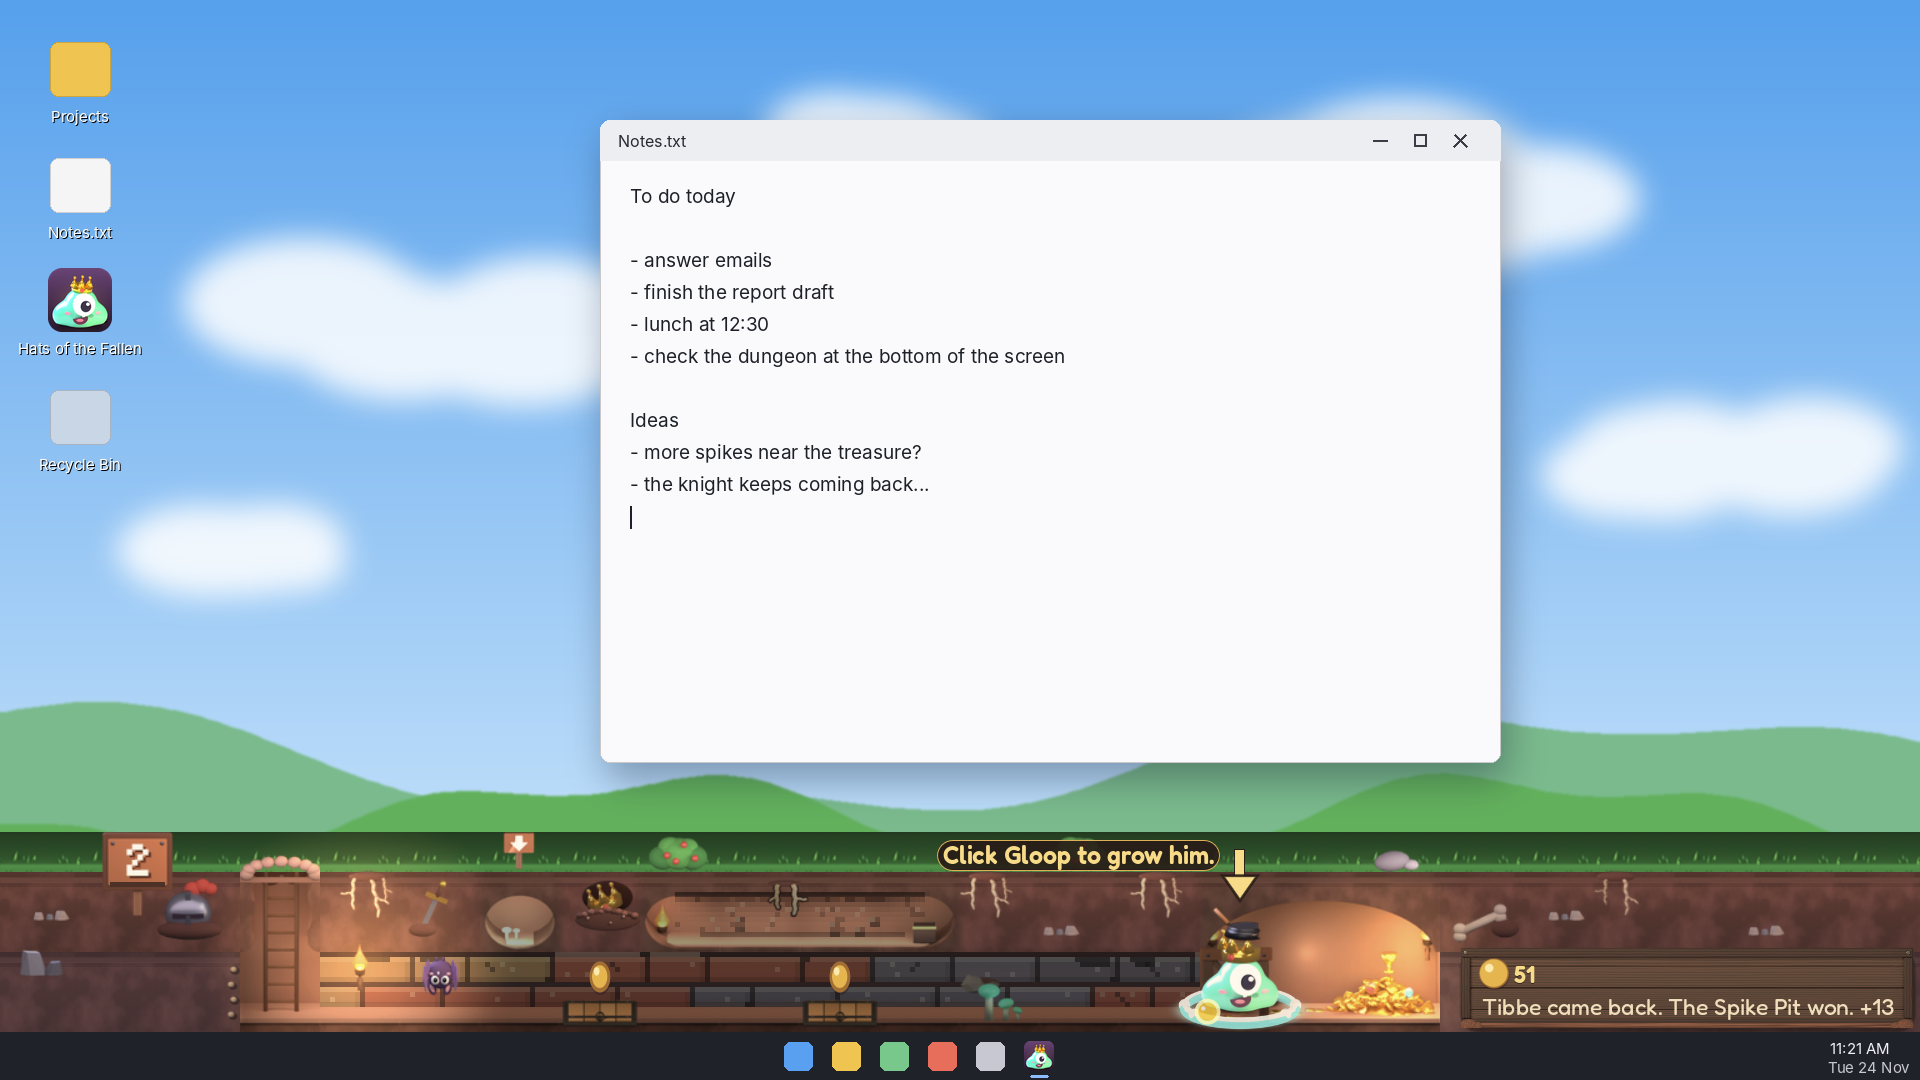 Projects
Notes.txt
Hats of the Fallen
Recycle Bin
Notes.txt
To do today
- answer emails
- finish the report draft
- lunch at 12:30
- check the dungeon at the bottom of the screen
Ideas
- more spikes near the treasure?
- the knight keeps coming back...
2
Click Gloop to grow him.
51
Tibbe came back. The Spike Pit won. +13
11:21 AM
Tue 24 Nov